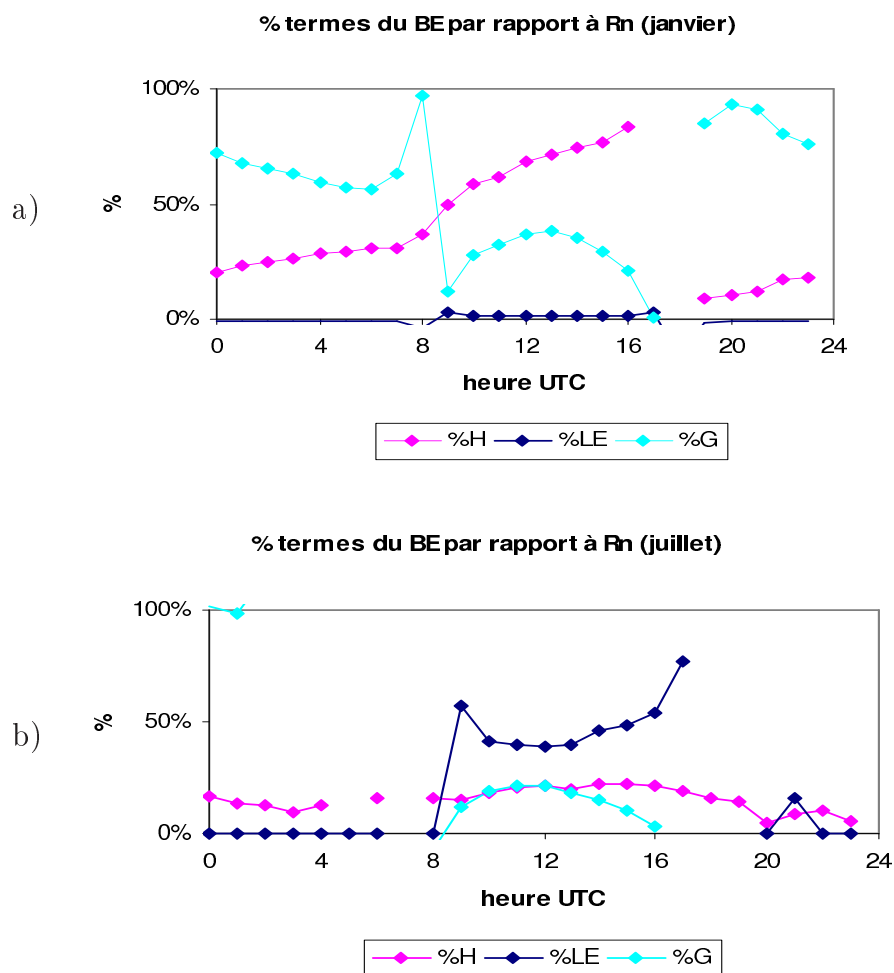 % termes du BE par rapport à Rn (janvier)
100%
50%
0%
%
a)
0 4 8 12 16 20 24
heure UTC
%H %LE %G
% termes du BE par rapport à Rn (juillet)
100%
50%
0%
%
b)
0 4 8 12 16 20 24
heure UTC
%H %LE %G